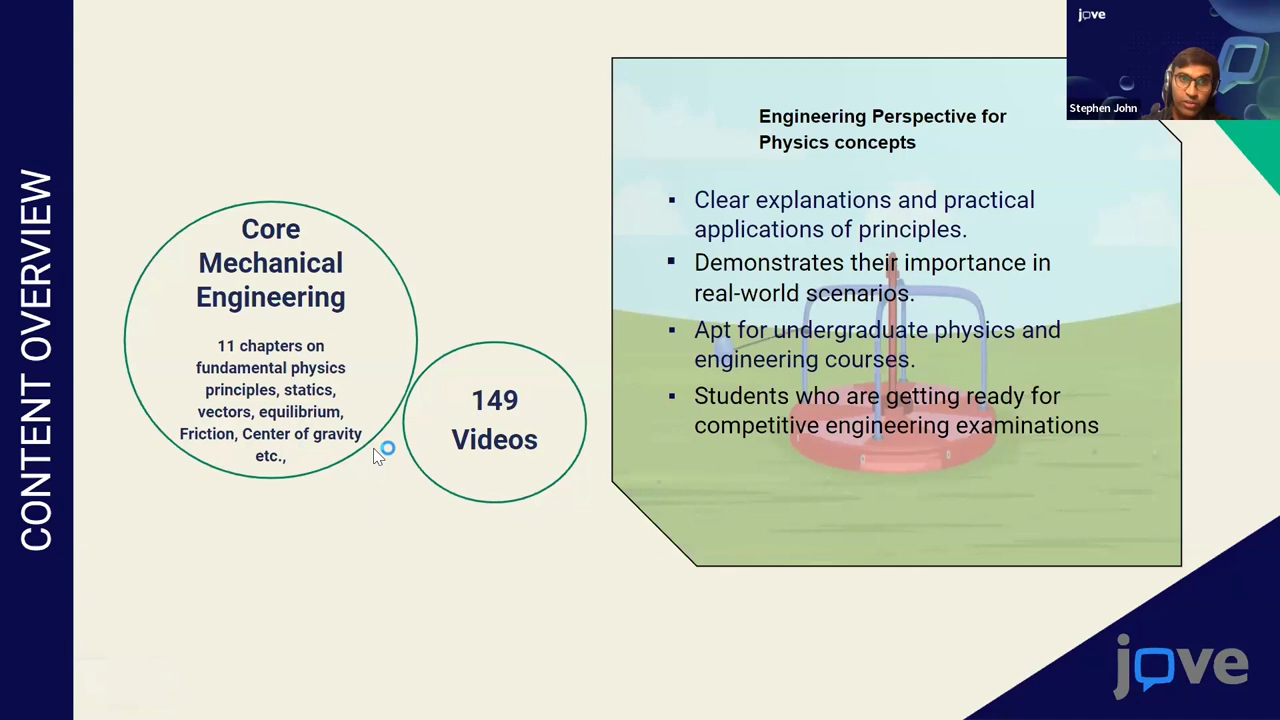 CONTENT OVERVIEW
Core
Mechanical
Engineering
11 chapters on
fundamental physics
principles, statics,
vectors, equilibrium,
Friction, Center of gravity
etc.,
149
Videos
Engineering Perspective for
Physics concepts
▪ Clear explanations and practical
applications of principles.
▪ Demonstrates their importance in
real-world scenarios.
▪ Apt for undergraduate physics and
engineering courses.
▪ Students who are getting ready for
competitive engineering examinations
jove
Stephen John
jove